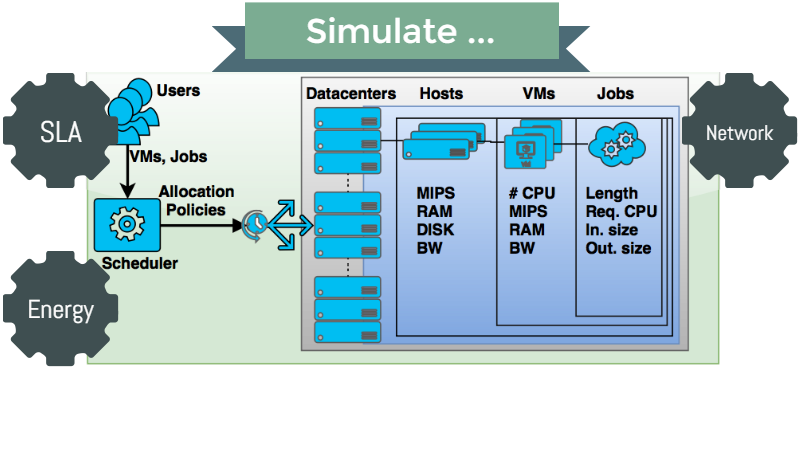 Simulate ...
SLA
Users
VMs, Jobs
Allocation
Policies
Scheduler
Energy
Datacenters
Hosts
VMs
Jobs
MIPS
RAM
DISK
BW
# CPU
MIPS
RAM
BW
Length
Req. CPU
In. size
Out. size
Network